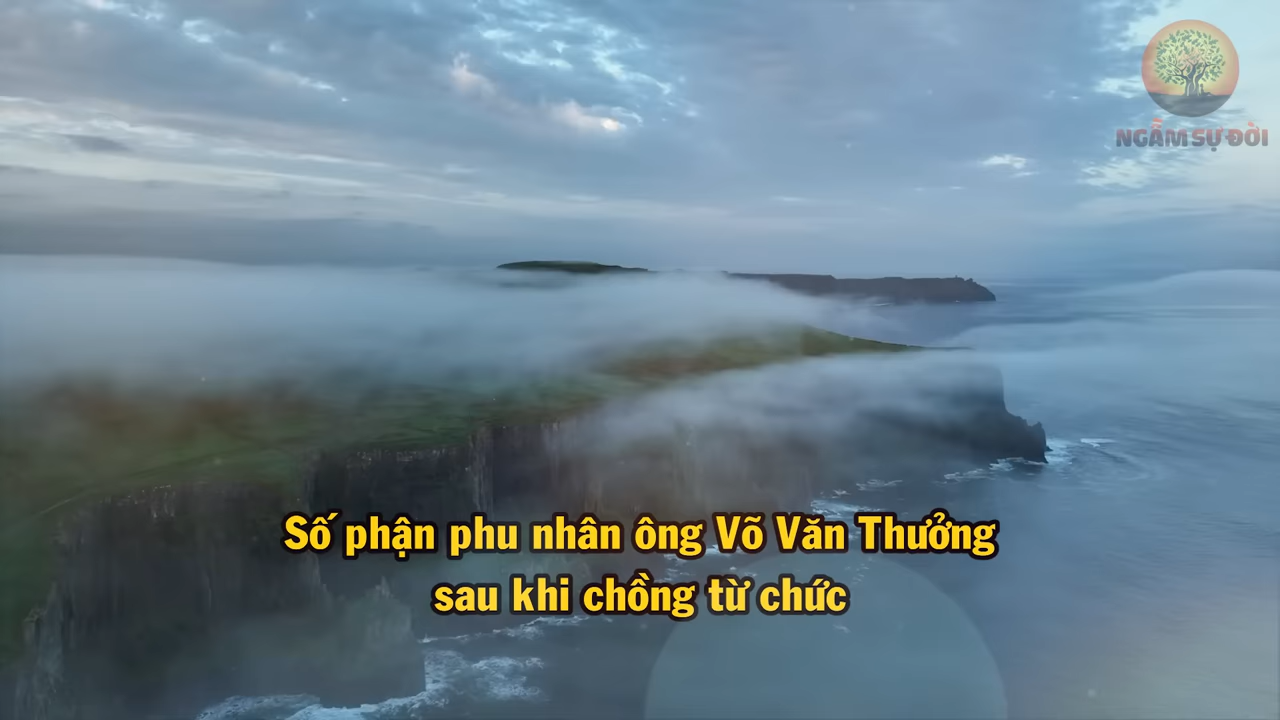 NGẪM SỰ ĐỜI
Số phận phu nhân ông Võ Văn Thưởng
sau khi chồng từ chức